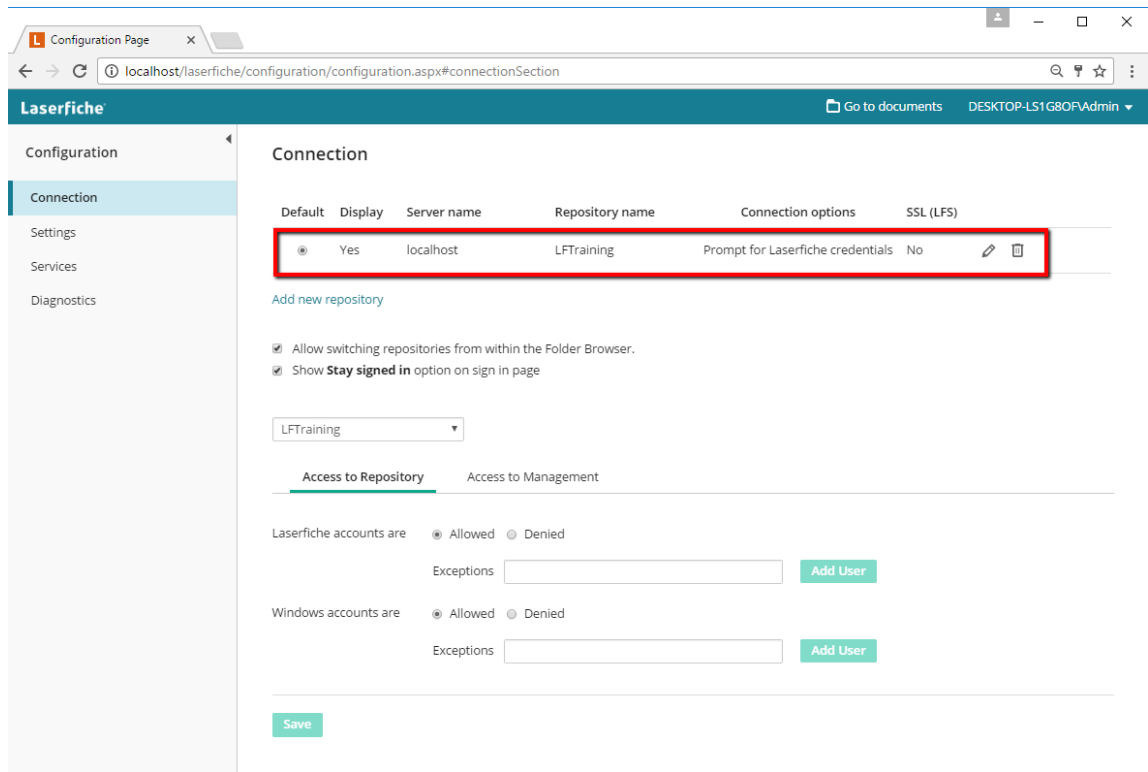 Configuration Page
localhost/laserfiche/configuration/configuration.aspx#connectionSection
Laserfiche
Go to documents DESKTOP-LS1G8OF\Admin
Configuration
Connection
Settings
Services
Diagnostics
Connection
Default Display Server name Repository name Connection options SSL (LFS)
Yes localhost LFTraining Prompt for Laserfiche credentials No
Add new repository
Allow switching repositories from within the Folder Browser.
Show Stay signed in option on sign in page
LFTraining
Access to Repository Access to Management
Laserfiche accounts are Allowed Denied
Exceptions Add User
Windows accounts are Allowed Denied
Exceptions Add User
Save